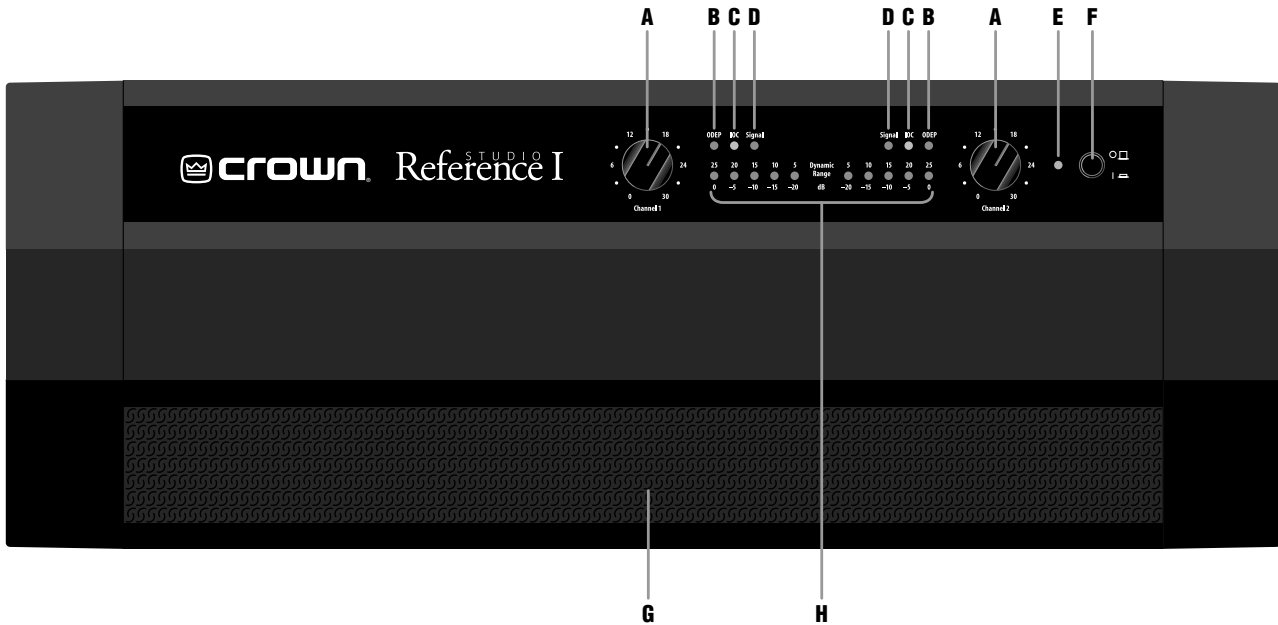 A B C D D C B A E F
12 18 ODEP IOC Signal Signal IOC ODEP 12 18
crown® STUDIO
Reference I
6 24 25 20 15 10 5 Dynamic Range 5 10 15 20 25 6 24
0 30 0 −5 −10 −15 −20 dB −20 −15 −10 −5 0 0 30
Channel 1 Channel 2
G H